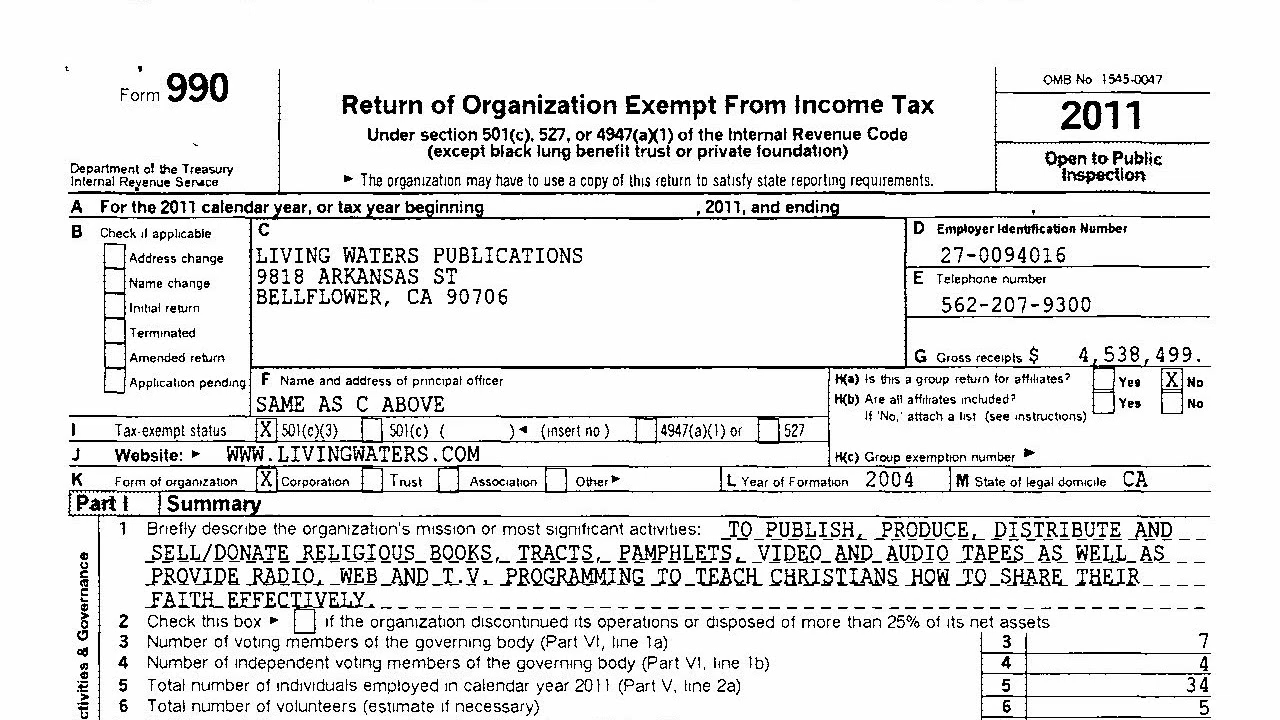 Form 990
Department of the Treasury
Internal Revenue Service
Return of Organization Exempt From Income Tax
Under section 501(c), 527, or 4947(a)(1) of the Internal Revenue Code
(except black lung benefit trust or private foundation)
► The organization may have to use a copy of this return to satisfy state reporting requirements.
OMB No 1545-0047
2011
Open to Public
Inspection
A For the 2011 calendar year, or tax year beginning , 2011, and ending ,
B Check if applicable
Address change
Name change
Initial return
Terminated
Amended return
Application pending
C
LIVING WATERS PUBLICATIONS
9818 ARKANSAS ST
BELLFLOWER, CA 90706
D Employer Identification Number
27-0094016
E Telephone number
562-207-9300
G Gross receipts $ 4,538,499.
F Name and address of principal officer
SAME AS C ABOVE
H(a) Is this a group return for affiliates? Yes X No
H(b) Are all affiliates included? Yes No
If 'No,' attach a list (see instructions)
I Tax-exempt status X 501(c)(3) 501(c) ( )◄ (insert no ) 4947(a)(1) or 527
J Website: ► WWW.LIVINGWATERS.COM
H(c) Group exemption number ►
K Form of organization X Corporation Trust Association Other► L Year of Formation 2004 M State of legal domicile CA
Part I Summary
1 Briefly describe the organization's mission or most significant activities: TO PUBLISH, PRODUCE, DISTRIBUTE AND
SELL/DONATE RELIGIOUS BOOKS, TRACTS, PAMPHLETS, VIDEO AND AUDIO TAPES AS WELL AS
PROVIDE RADIO, WEB AND T.V. PROGRAMMING TO TEACH CHRISTIANS HOW TO SHARE THEIR
FAITH EFFECTIVELY.
2 Check this box ► if the organization discontinued its operations or disposed of more than 25% of its net assets
3 Number of voting members of the governing body (Part VI, line 1a) 3 7
4 Number of independent voting members of the governing body (Part VI, line 1b) 4 4
5 Total number of individuals employed in calendar year 2011 (Part V, line 2a) 5 34
6 Total number of volunteers (estimate if necessary) 6 5
ctivities & Governance